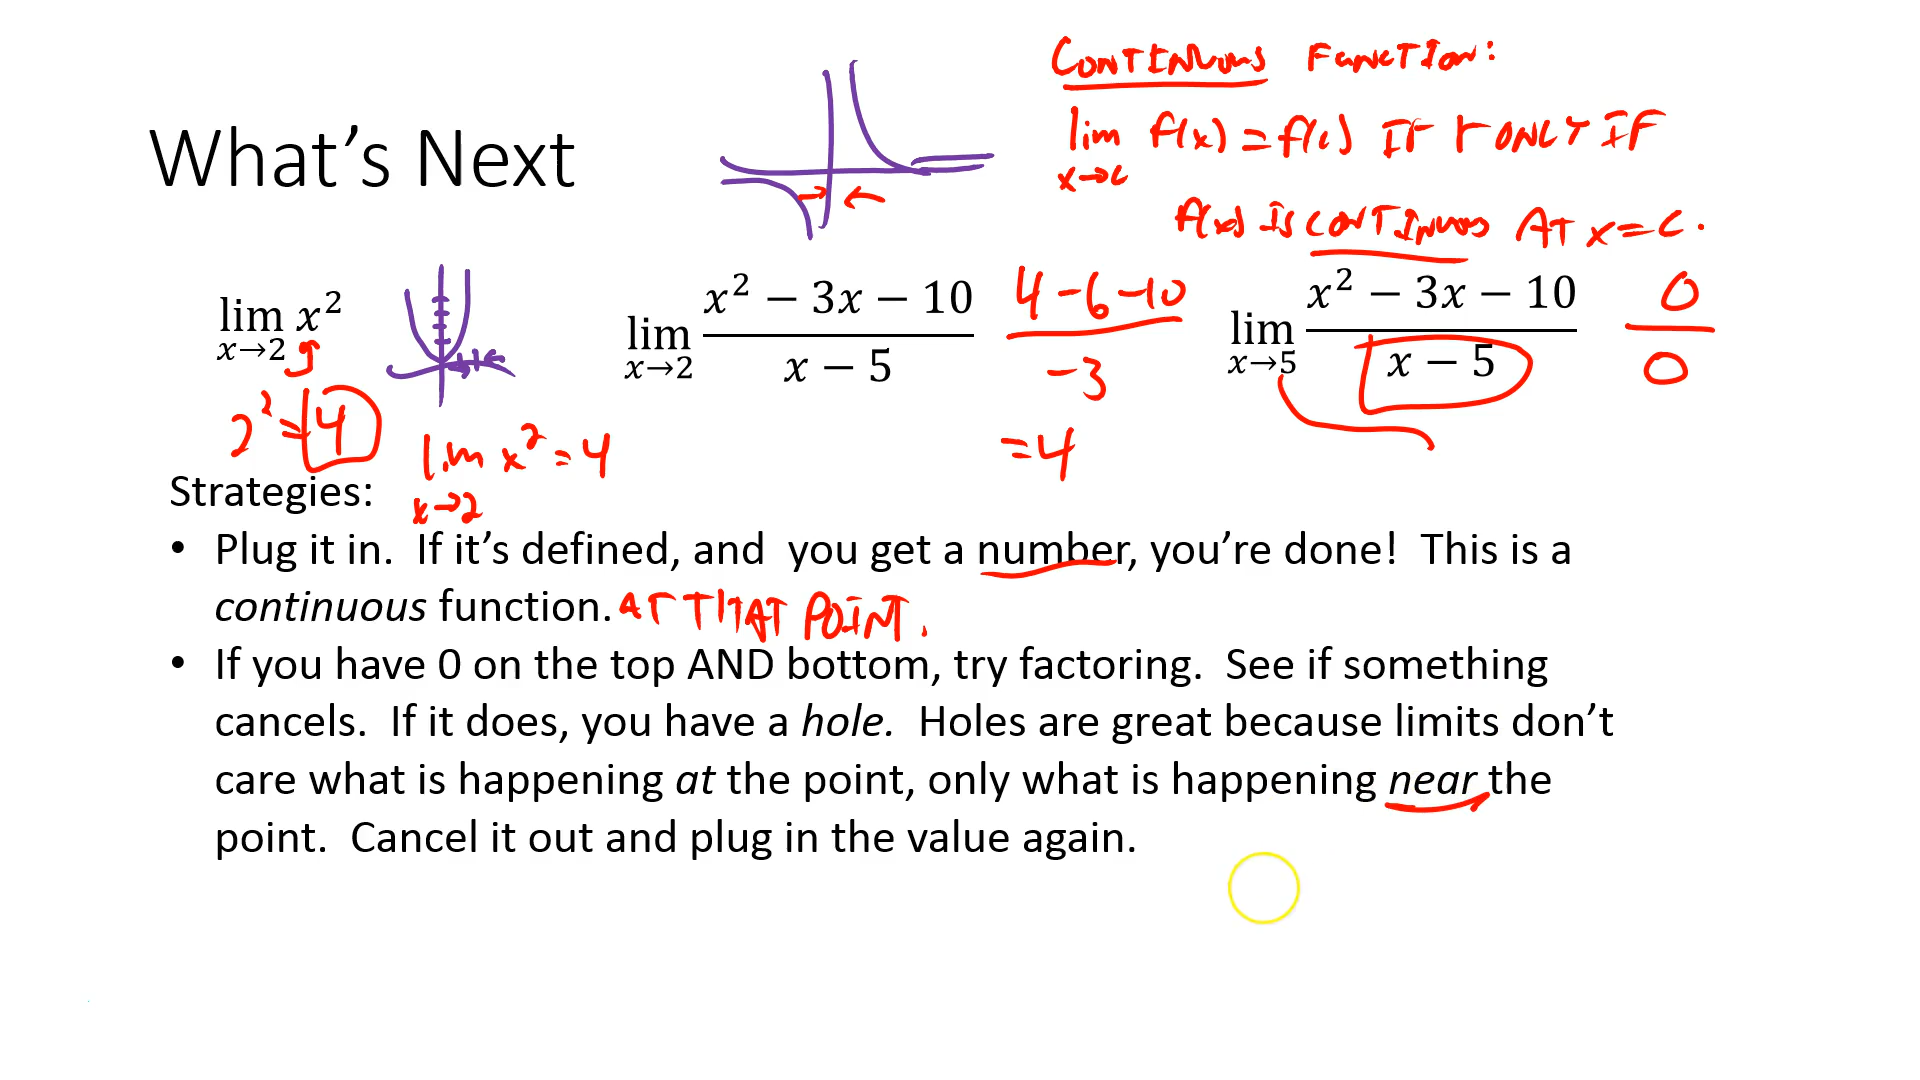 CONTINUOUS FUNCTION:
lim f(x) = f(c) IF + ONLY IF
x→c
What's Next
f(x) IS CONTINUOUS AT x = C.
lim x²
x→2
lim x² − 3x − 10 / x − 5
x→2
4 − 6 − 10 / −3
lim x² − 3x − 10 / x − 5
x→5
0 / 0
2² = 4
lim x² = 4
x→2
= 4
Strategies:
• Plug it in. If it's defined, and you get a number, you're done! This is a
continuous function. AT THAT POINT.
• If you have 0 on the top AND bottom, try factoring. See if something
cancels. If it does, you have a hole. Holes are great because limits don't
care what is happening at the point, only what is happening near the
point. Cancel it out and plug in the value again.